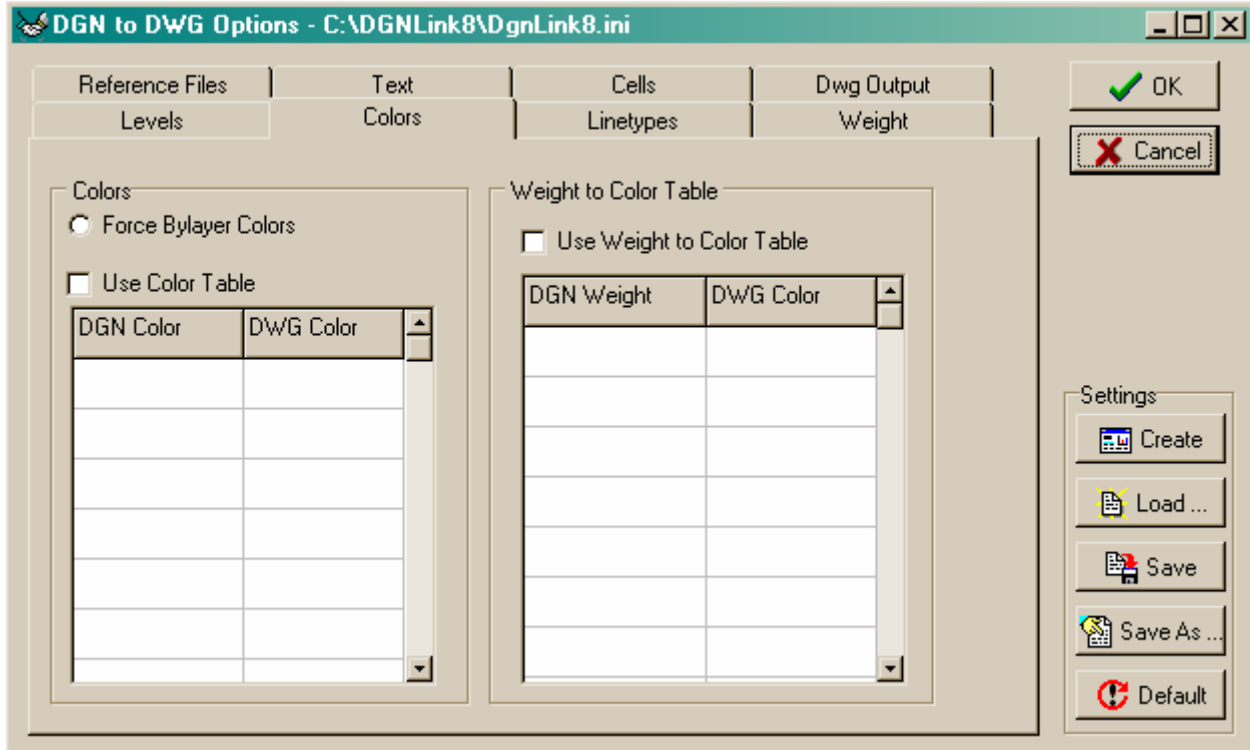 DGN to DWG Options - C:\DGNLink8\DgnLink8.ini
Reference Files Text Cells Dwg Output
Levels Colors Linetypes Weight
OK
Cancel
Colors
Force Bylayer Colors
Use Color Table
DGN Color DWG Color
Weight to Color Table
Use Weight to Color Table
DGN Weight DWG Color
Settings
Create
Load ...
Save
Save As ...
Default